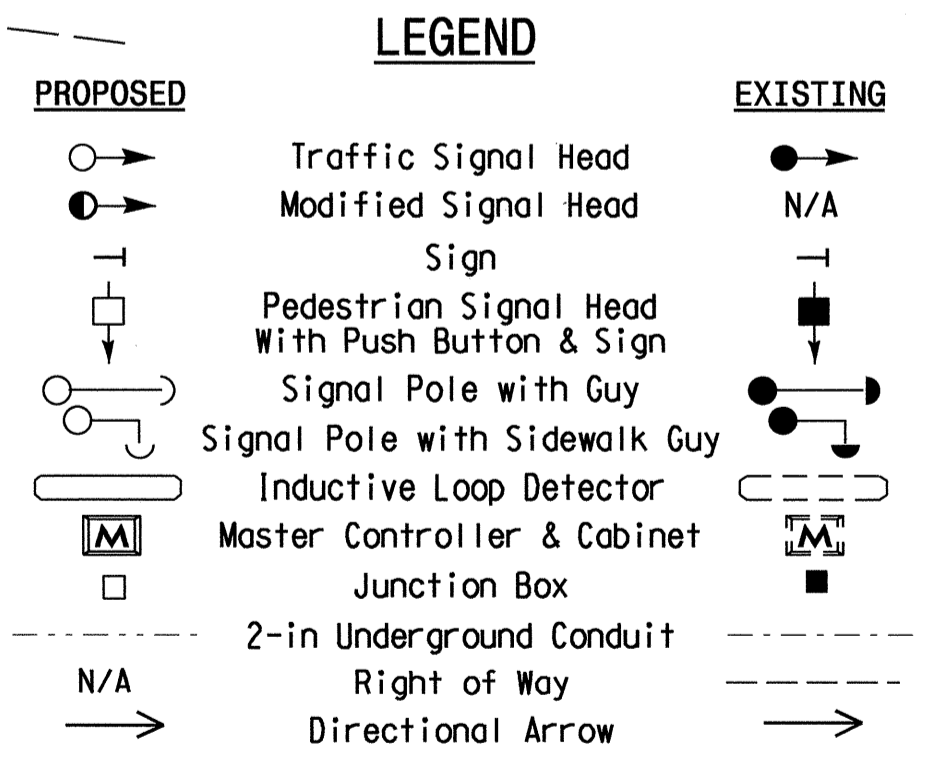 LEGEND
PROPOSED EXISTING
Traffic Signal Head
Modified Signal Head N/A
Sign
Pedestrian Signal Head
With Push Button & Sign
Signal Pole with Guy
Signal Pole with Sidewalk Guy
Inductive Loop Detector
M Master Controller & Cabinet M
Junction Box
2-in Underground Conduit
N/A Right of Way
Directional Arrow